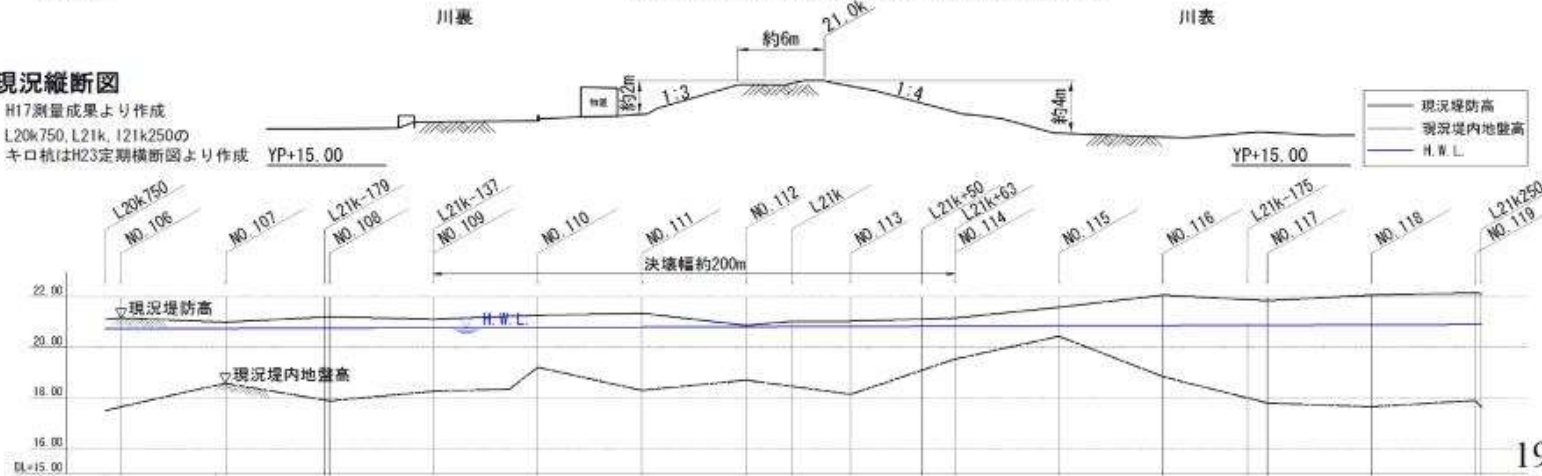 川裏
川表
21.0k
約6m
約2m
1:3
1:4
約4m
物置
現況縦断図
H17測量成果より作成
L20k750, L21k, l21k250の
キロ杭はH23定期横断図より作成
YP+15.00
YP+15.00
現況堤防高
現況堤内地盤高
H.W.L.
L20k750
NO.106
NO.107
L21k-179
NO.108
L21k-137
NO.109
NO.110
NO.111
NO.112
L21k
NO.113
L21k+50
L21k+63
NO.114
NO.115
NO.116
L21k-175
NO.117
NO.118
L21k250
NO.119
決壊幅約200m
22.00
現況堤防高
H.W.L.
20.00
現況堤内地盤高
18.00
16.00
DL=15.00
19